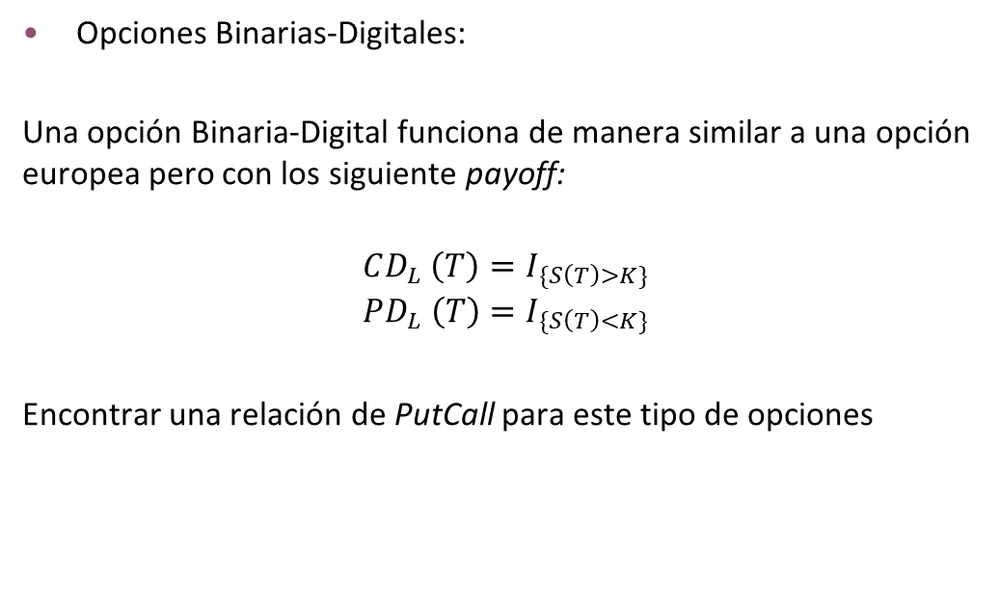 • Opciones Binarias-Digitales:
Una opción Binaria-Digital funciona de manera similar a una opción
europea pero con los siguiente payoff:
CD_L (T) = I_{S(T)>K}
PD_L (T) = I_{S(T)<K}
Encontrar una relación de PutCall para este tipo de opciones